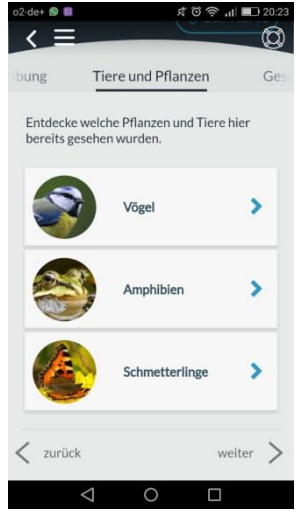 o2-de+ 20:23
bung Tiere und Pflanzen Ges
Entdecke welche Pflanzen und Tiere hier
bereits gesehen wurden.
Vögel
Amphibien
Schmetterlinge
zurück weiter